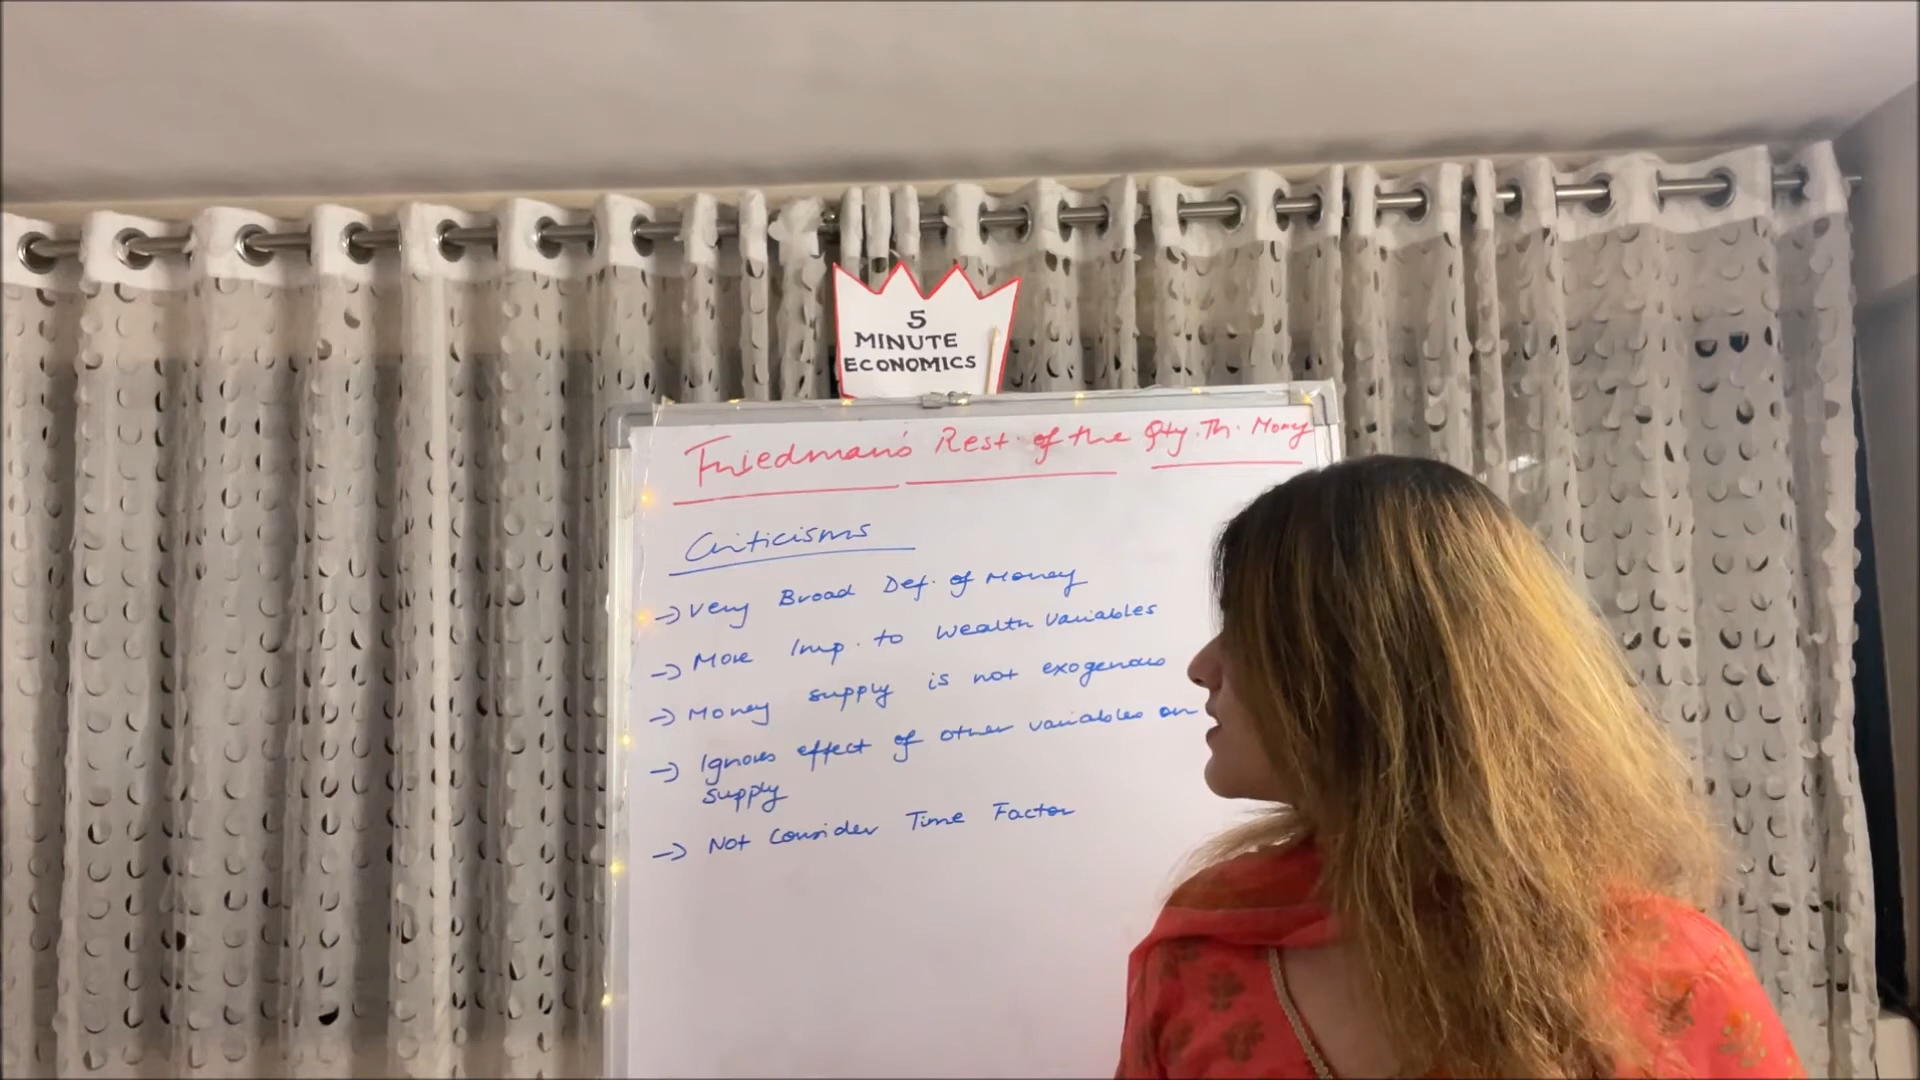 5
MINUTE
ECONOMICS
Friedman's Rest. of the Qty. Th. Money
Criticisms
→ Very Broad Def. of Money
→ More Imp. to Wealth Variables
→ Money supply is not exogenous
→ Ignores effect of other variables on
supply
→ Not Consider Time Factor